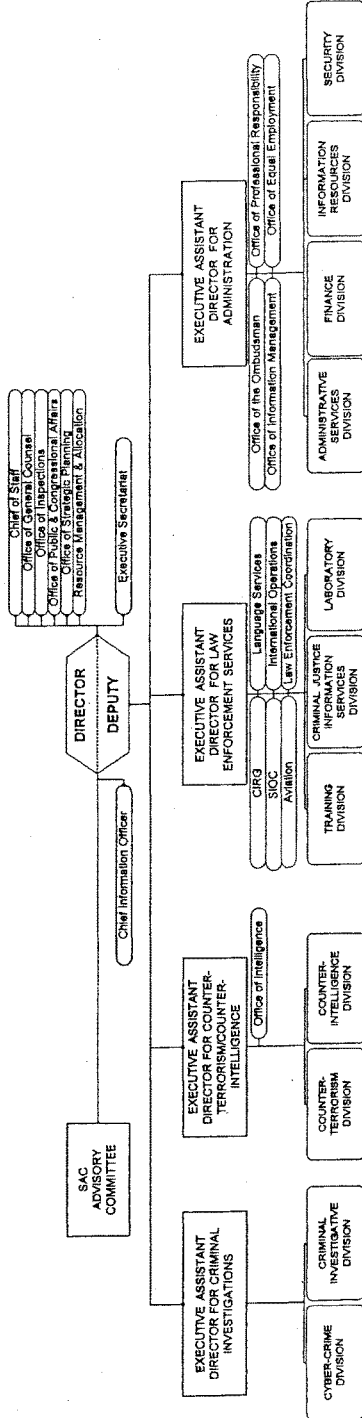 DIRECTOR
DEPUTY
Chief of Staff
Office of General Counsel
Office of Inspections
Office of Public & Congressional Affairs
Office of Strategic Planning
Resource Management & Allocation
Executive Secretariat
Chief Information Officer
SAC
ADVISORY
COMMITTEE
EXECUTIVE ASSISTANT
DIRECTOR FOR CRIMINAL
INVESTIGATIONS
CYBER-CRIME
DIVISION
CRIMINAL
INVESTIGATIVE
DIVISION
EXECUTIVE ASSISTANT
DIRECTOR FOR COUNTER-
TERRORISM/COUNTER-
INTELLIGENCE
Office of Intelligence
COUNTER-
TERRORISM
DIVISION
COUNTER-
INTELLIGENCE
DIVISION
EXECUTIVE ASSISTANT
DIRECTOR FOR LAW
ENFORCEMENT SERVICES
CIRG
SIOC
Aviation
Language Services
International Operations
Law Enforcement Coordination
TRAINING
DIVISION
CRIMINAL JUSTICE
INFORMATION
SERVICES
DIVISION
LABORATORY
DIVISION
EXECUTIVE ASSISTANT
DIRECTOR FOR
ADMINISTRATION
Office of the Ombudsman
Office of Information Management
Office of Professional Responsibility
Office of Equal Employment
ADMINISTRATIVE
SERVICES
DIVISION
FINANCE
DIVISION
INFORMATION
RESOURCES
DIVISION
SECURITY
DIVISION